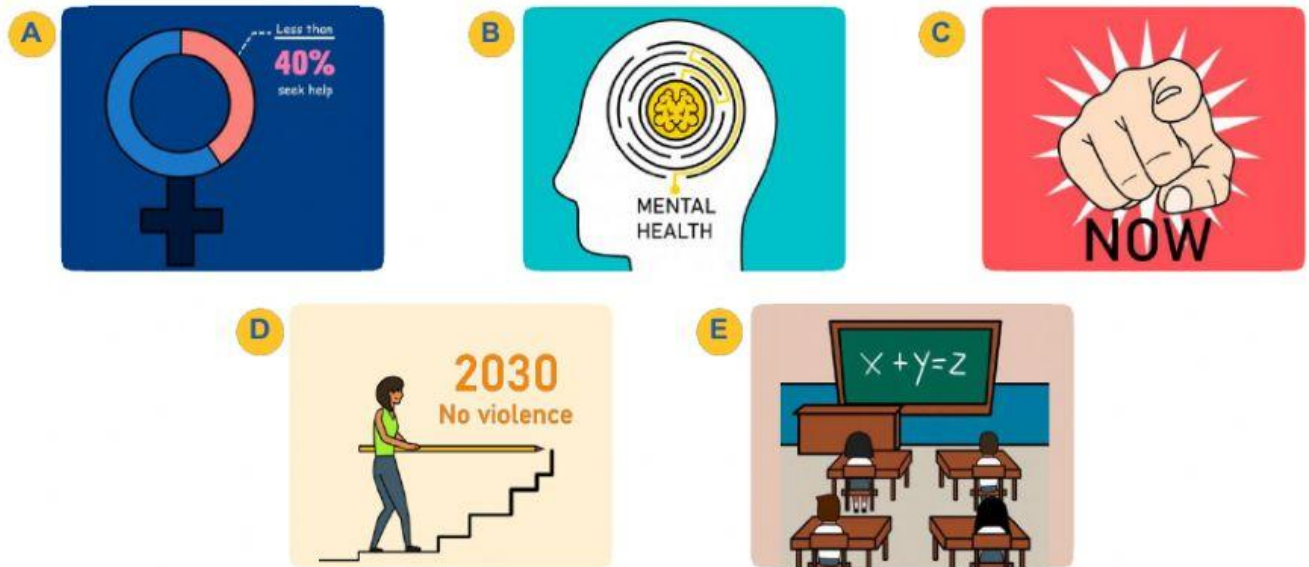 A
Less than
40%
seek help
B
MENTAL
HEALTH
C
NOW
D
2030
No violence
E
x+y=z